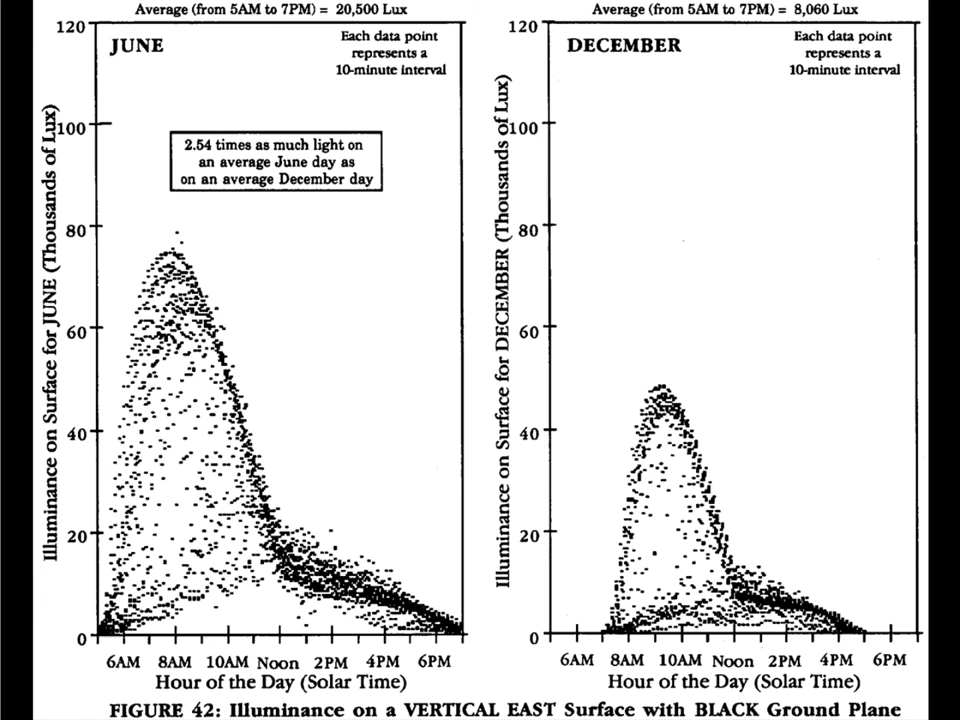 Average (from 5AM to 7PM) = 20,500 Lux
JUNE
Each data point
represents a
10-minute interval
2.54 times as much light on
an average June day as
on an average December day
Illuminance on Surface for JUNE (Thousands of Lux)
120
100
80
60
40
20
0
6AM 8AM 10AM Noon 2PM 4PM 6PM
Hour of the Day (Solar Time)
Average (from 5AM to 7PM) = 8,060 Lux
DECEMBER
Each data point
represents a
10-minute interval
Illuminance on Surface for DECEMBER (Thousands of Lux)
120
100
80
60
40
20
0
6AM 8AM 10AM Noon 2PM 4PM 6PM
Hour of the Day (Solar Time)
FIGURE 42: Illuminance on a VERTICAL EAST Surface with BLACK Ground Plane